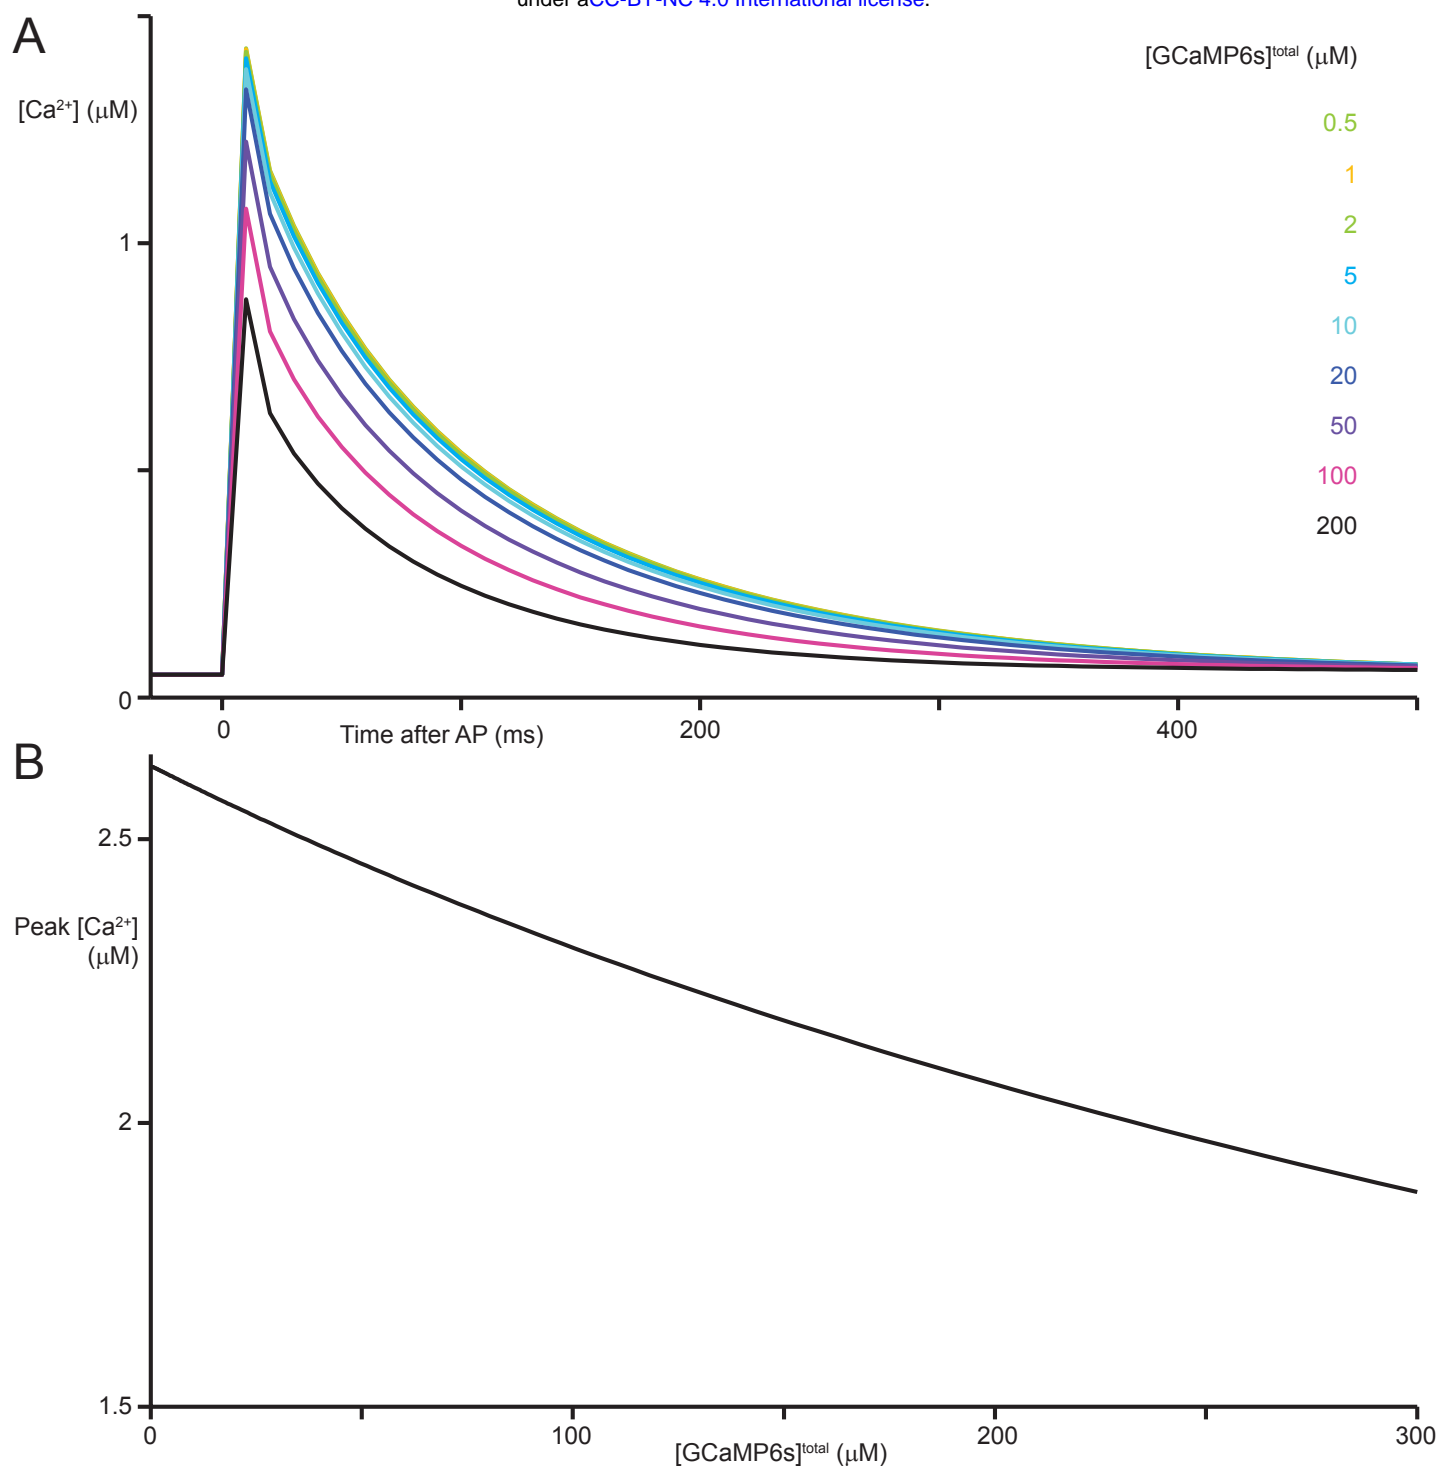 under aCC-BY-NC 4.0 International license.
A
[Ca²⁺] (μM)
[GCaMP6s]ᵗᵒᵗᵃˡ (μM)
0.5
1
2
5
10
20
50
100
200
1
0
0
200
400
Time after AP (ms)
B
2.5
Peak [Ca²⁺]
(μM)
2
1.5
0
100
200
300
[GCaMP6s]ᵗᵒᵗᵃˡ (μM)